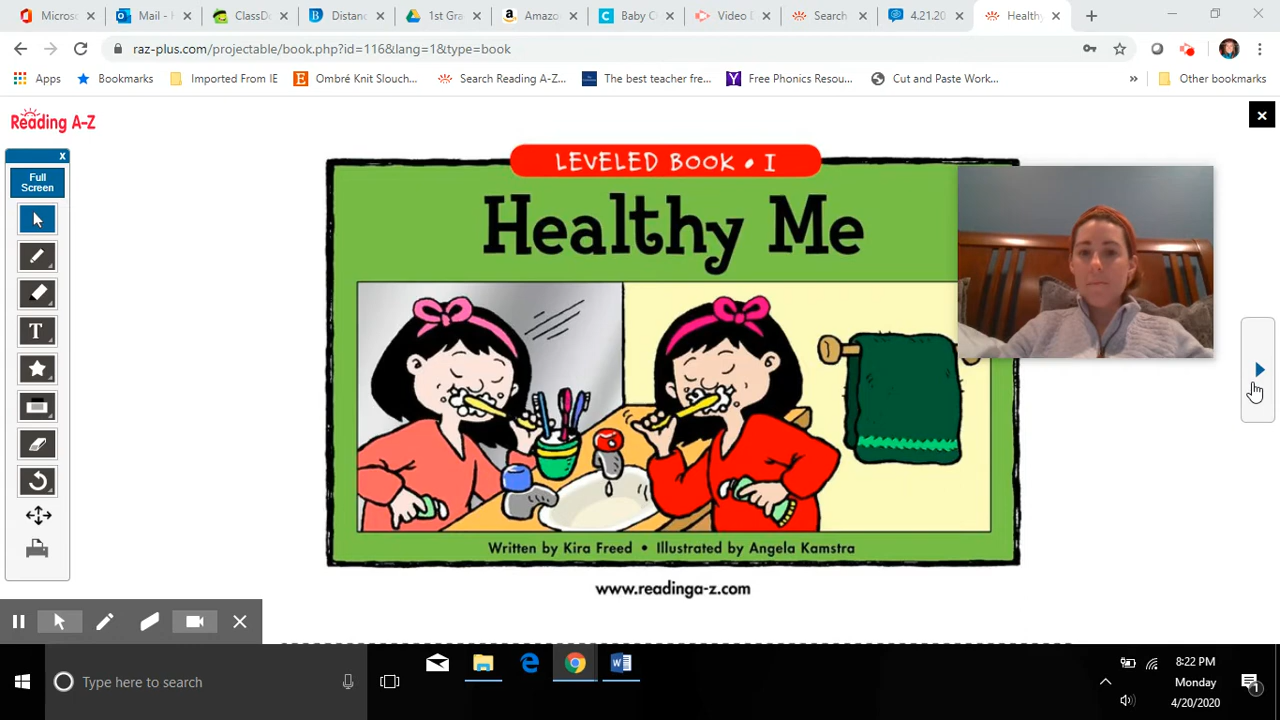 Microso
Mail - H
ClassDo
Distanc
1st Gra
Amazo
Baby C
Video D
Search
4.21.20
Healthy
raz-plus.com/projectable/book.php?id=116&lang=1&type=book
Apps
Bookmarks
Imported From IE
Ombré Knit Slouch...
Search Reading A-Z...
The best teacher fre...
Free Phonics Resou...
Cut and Paste Work...
»
Other bookmarks
Reading A-Z
x
Full
Screen
T
LEVELED BOOK • I
Healthy Me
Written by Kira Freed • Illustrated by Angela Kamstra
www.readinga-z.com
Type here to search
8:22 PM
Monday
4/20/2020
1